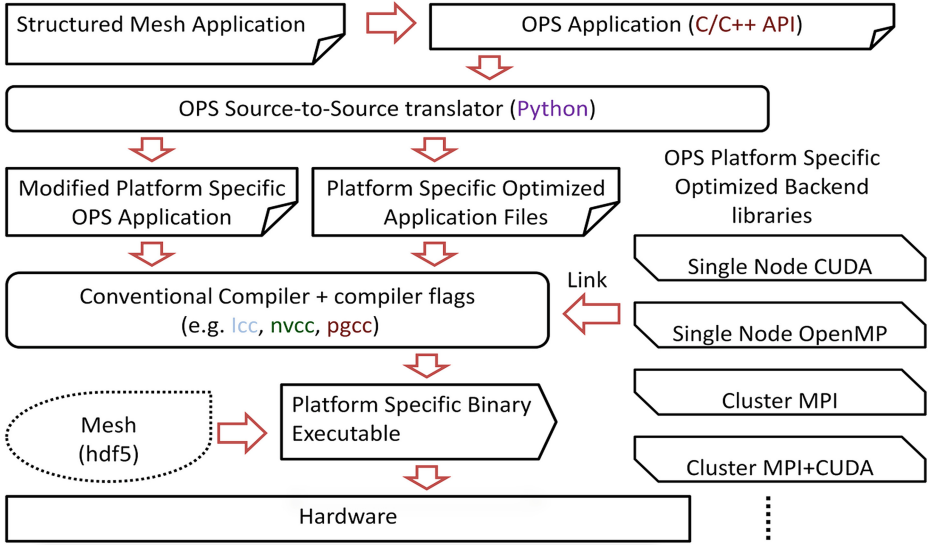 Structured Mesh Application
OPS Application (C/C++ API)
OPS Source-to-Source translator (Python)
Modified Platform Specific
OPS Application
Platform Specific Optimized
Application Files
OPS Platform Specific
Optimized Backend
libraries
Single Node CUDA
Conventional Compiler + compiler flags
(e.g. Icc, nvcc, pgcc)
Link
Single Node OpenMP
Cluster MPI
Mesh
(hdf5)
Platform Specific Binary
Executable
Cluster MPI+CUDA
Hardware